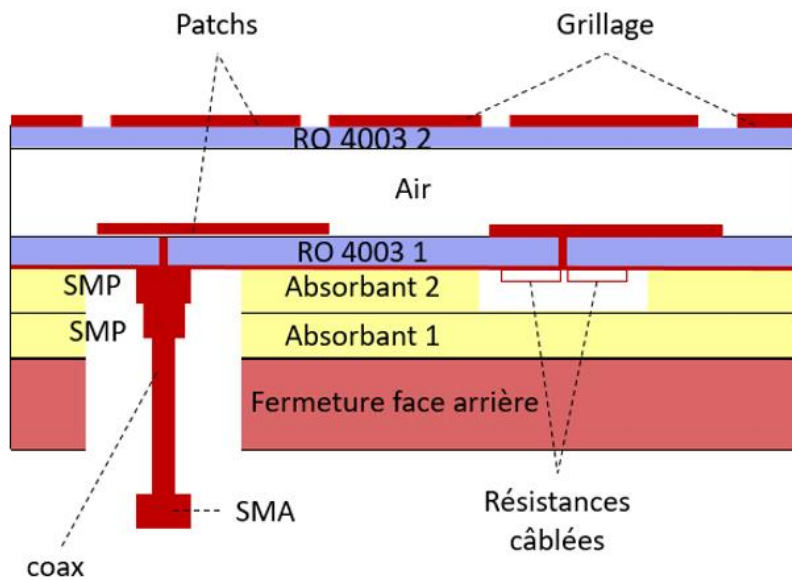 Patchs
Grillage
RO 4003 2
Air
RO 4003 1
SMP
Absorbant 2
SMP
Absorbant 1
Fermeture face arrière
SMA
Résistances
câblées
coax